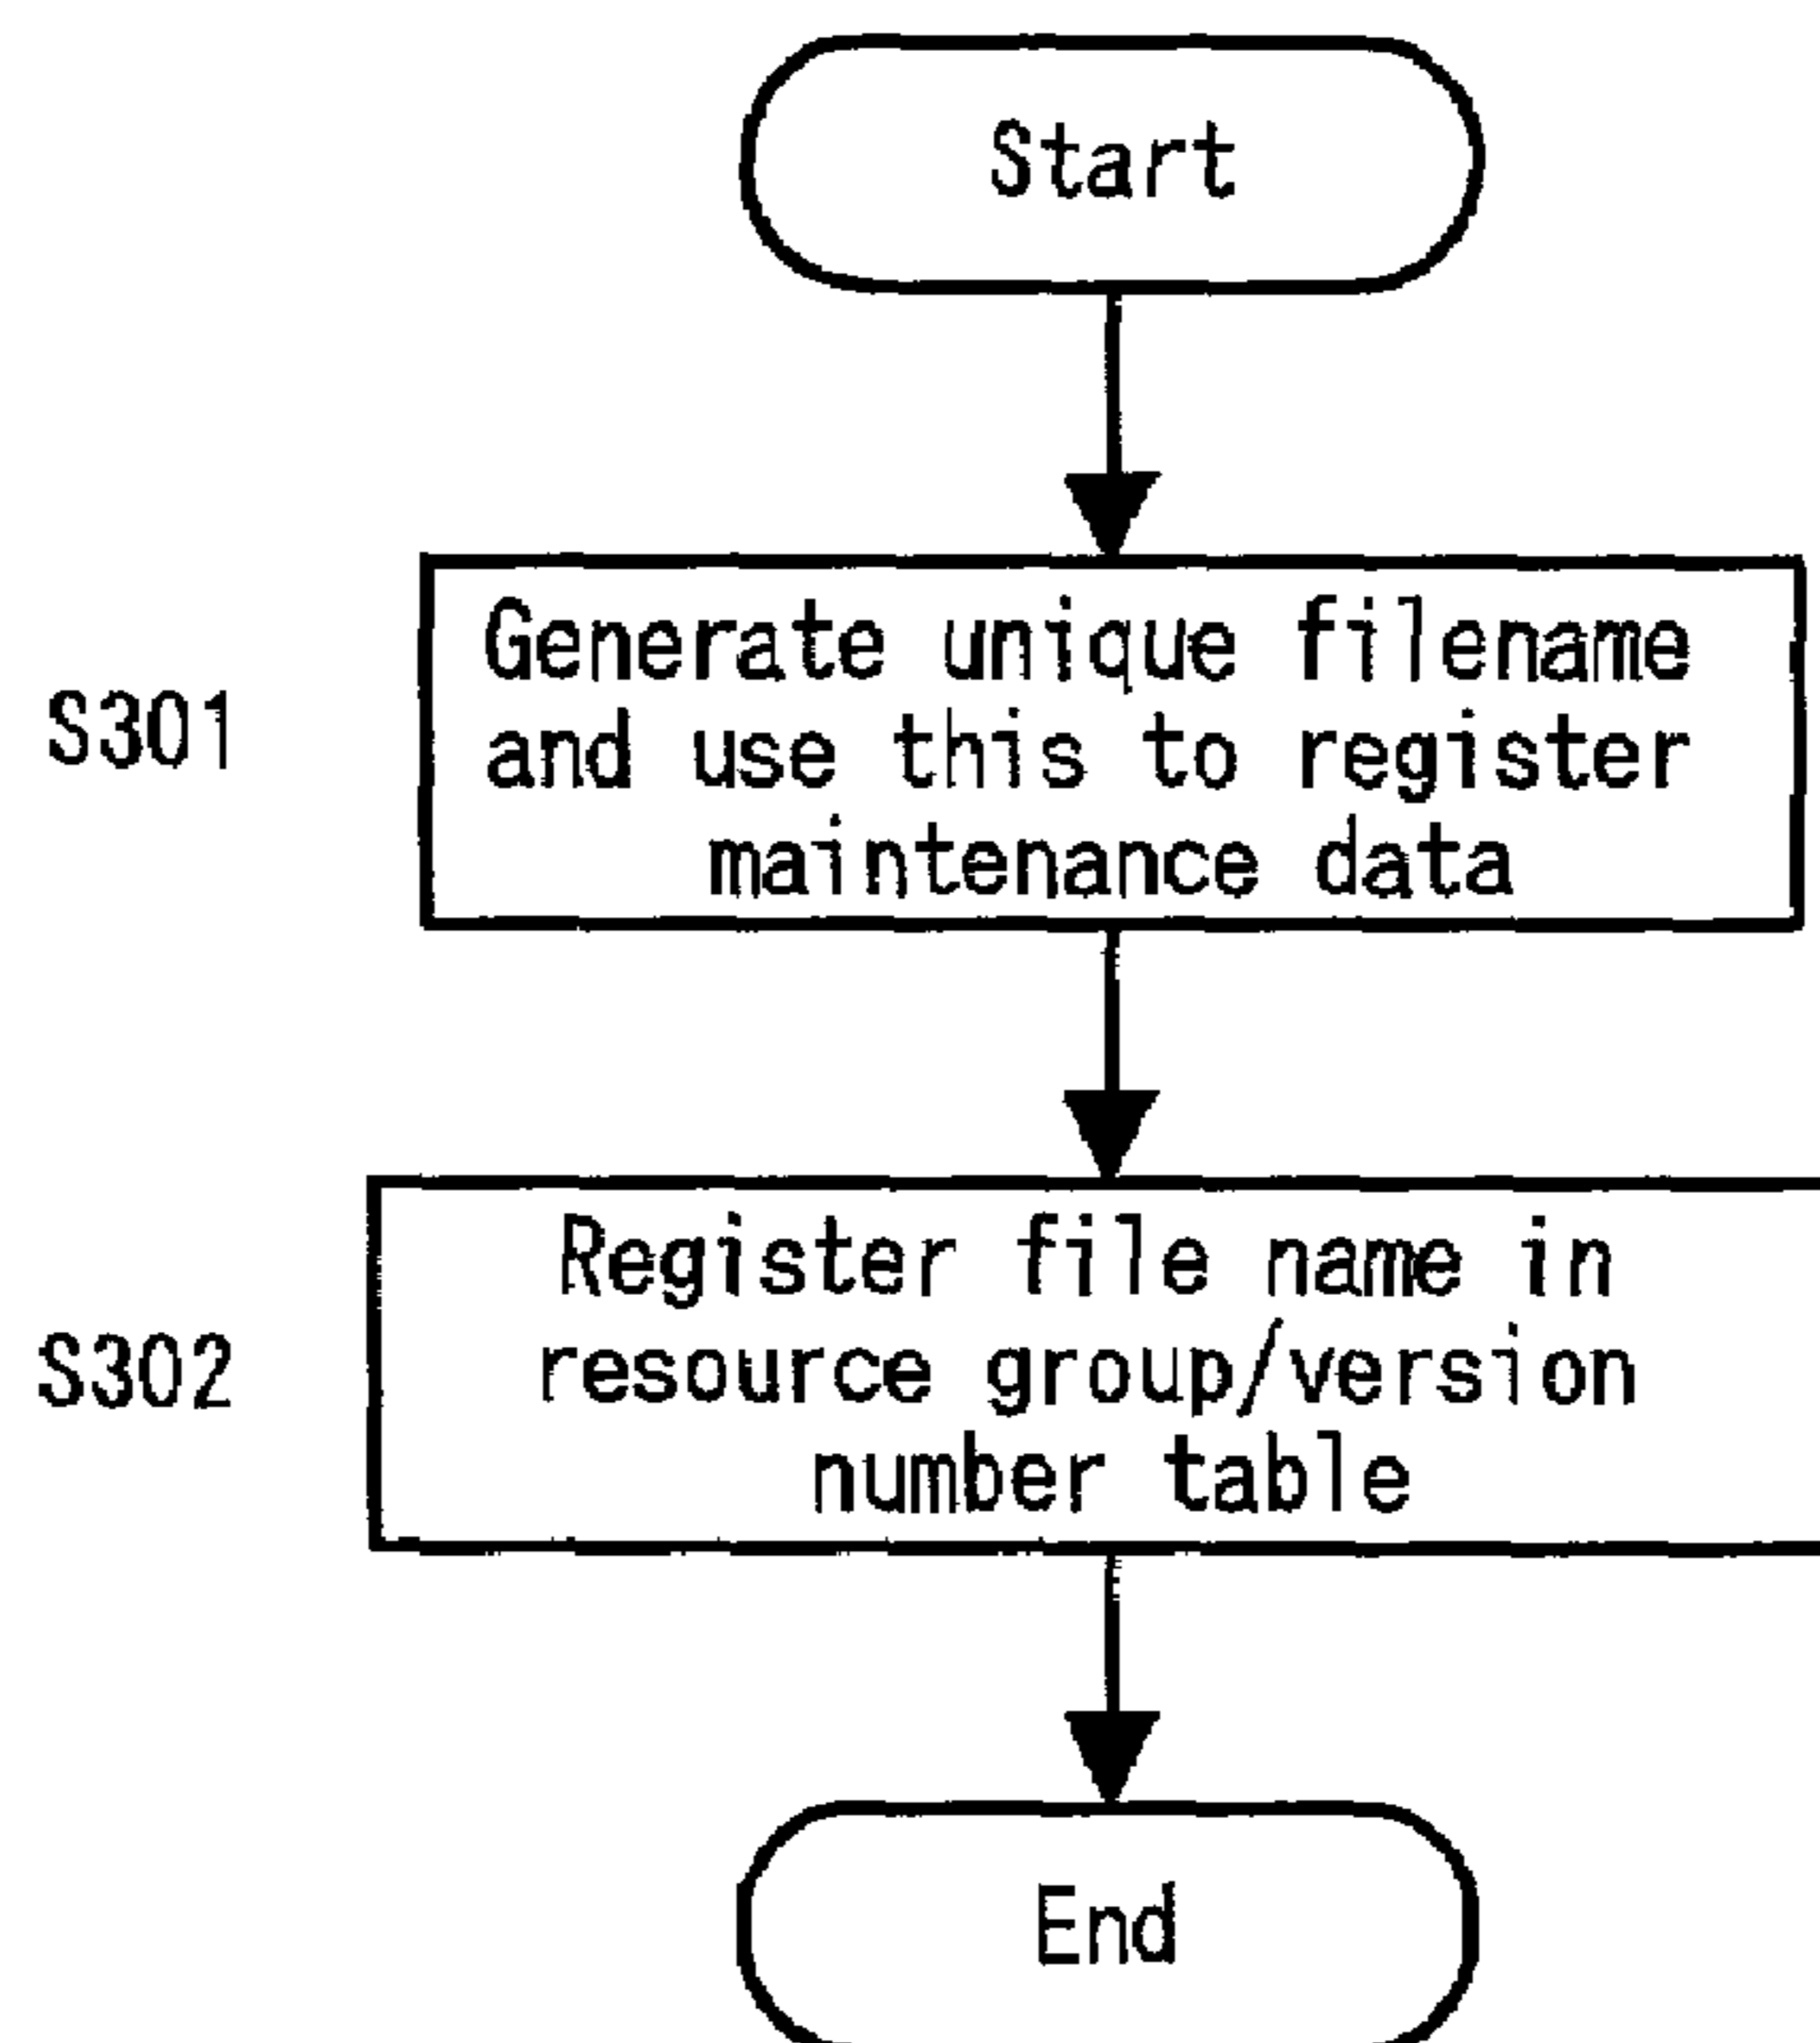 Start
S301
Generate unique filename
and use this to register
maintenance data
S302
Register file name in
resource group/version
number table
End